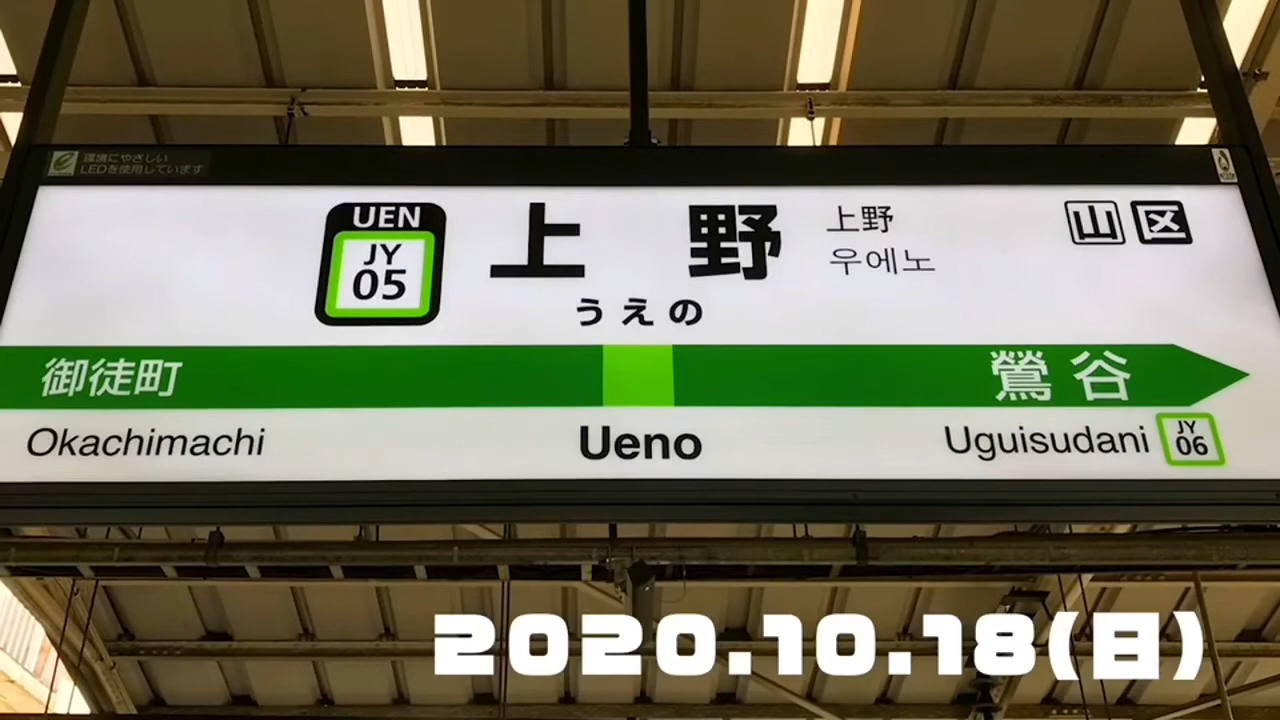 環境にやさしい
LEDを使用しています
UEN
JY
05
上野
上野
우에노
山区
うえの
御徒町
鶯谷
Okachimachi
Ueno
Uguisudani
JY
06
2020.10.18(日)